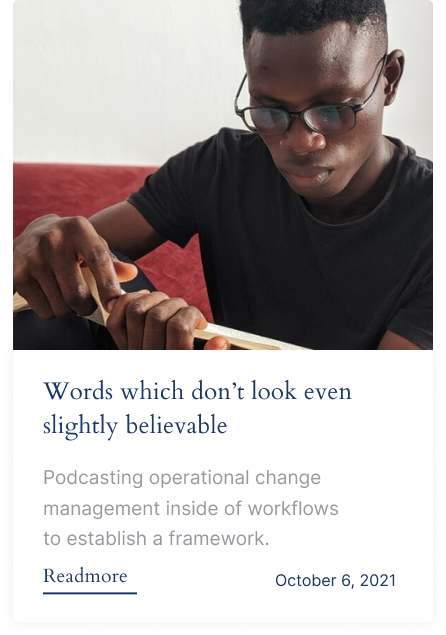 Words which don’t look even
slightly believable
Podcasting operational change
management inside of workflows
to establish a framework.
Readmore
October 6, 2021